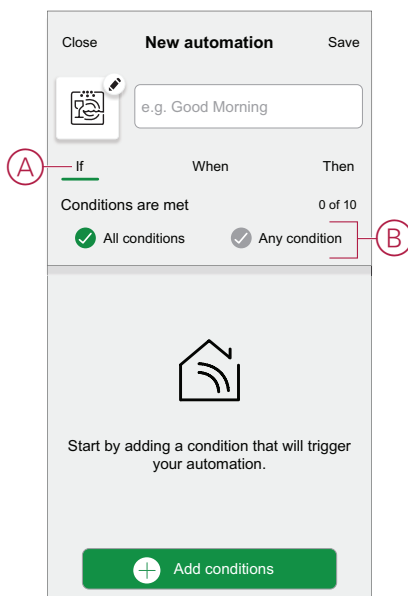 Close New automation Save
e.g. Good Morning
A If When Then
Conditions are met 0 of 10
All conditions Any condition B
Start by adding a condition that will trigger
your automation.
Add conditions